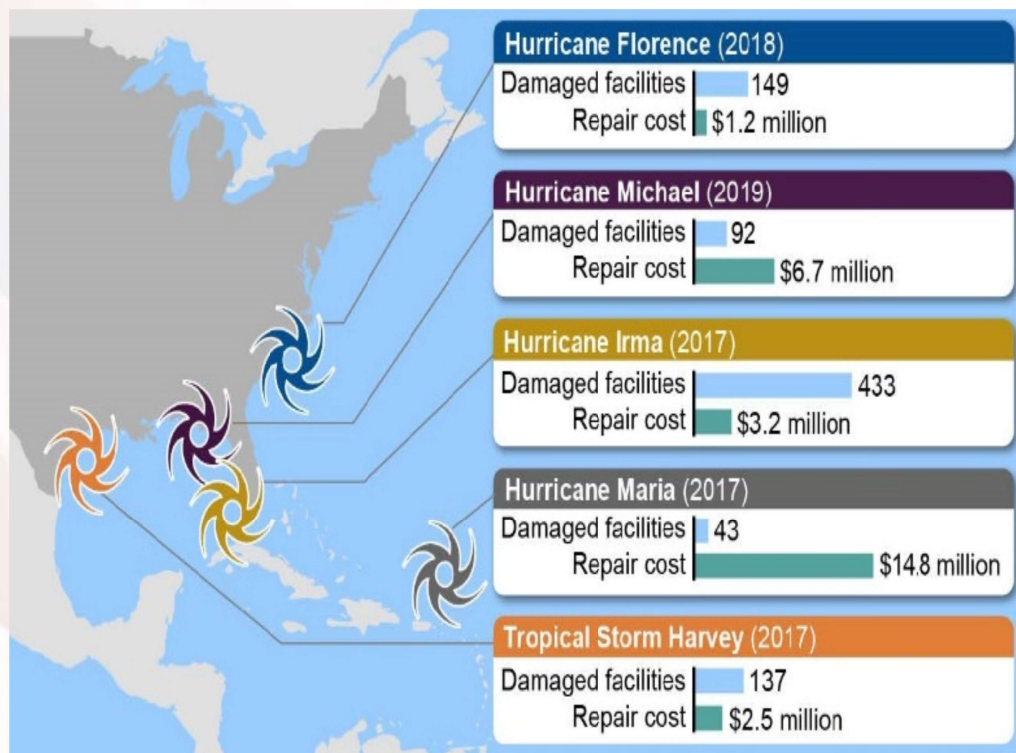 Hurricane Florence (2018)
Damaged facilities 149
Repair cost $1.2 million
Hurricane Michael (2019)
Damaged facilities 92
Repair cost $6.7 million
Hurricane Irma (2017)
Damaged facilities 433
Repair cost $3.2 million
Hurricane Maria (2017)
Damaged facilities 43
Repair cost $14.8 million
Tropical Storm Harvey (2017)
Damaged facilities 137
Repair cost $2.5 million